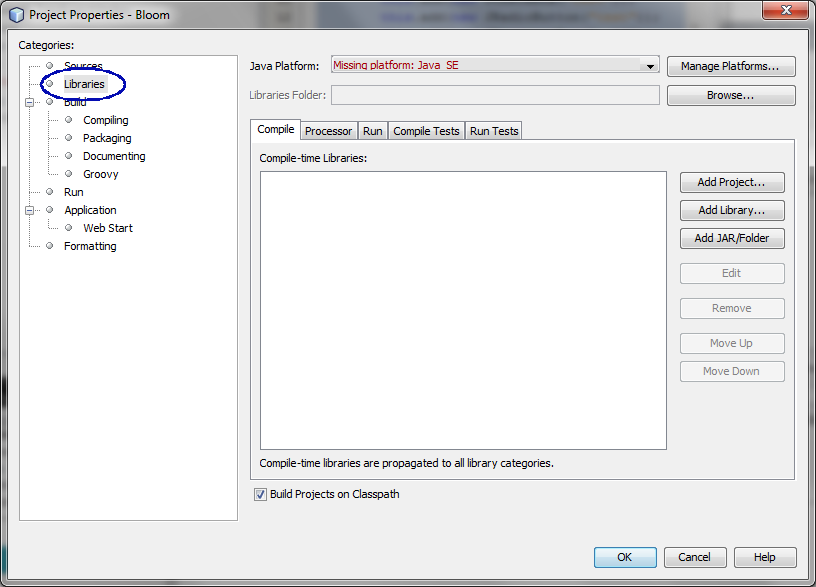 Project Properties - Bloom
Categories:
Sources
Libraries
Build
Compiling
Packaging
Documenting
Groovy
Run
Application
Web Start
Formatting
Java Platform:
Missing platform: Java_SE
Manage Platforms...
Libraries Folder:
Browse...
Compile
Processor
Run
Compile Tests
Run Tests
Compile-time Libraries:
Add Project...
Add Library...
Add JAR/Folder
Edit
Remove
Move Up
Move Down
Compile-time libraries are propagated to all library categories.
Build Projects on Classpath
OK
Cancel
Help